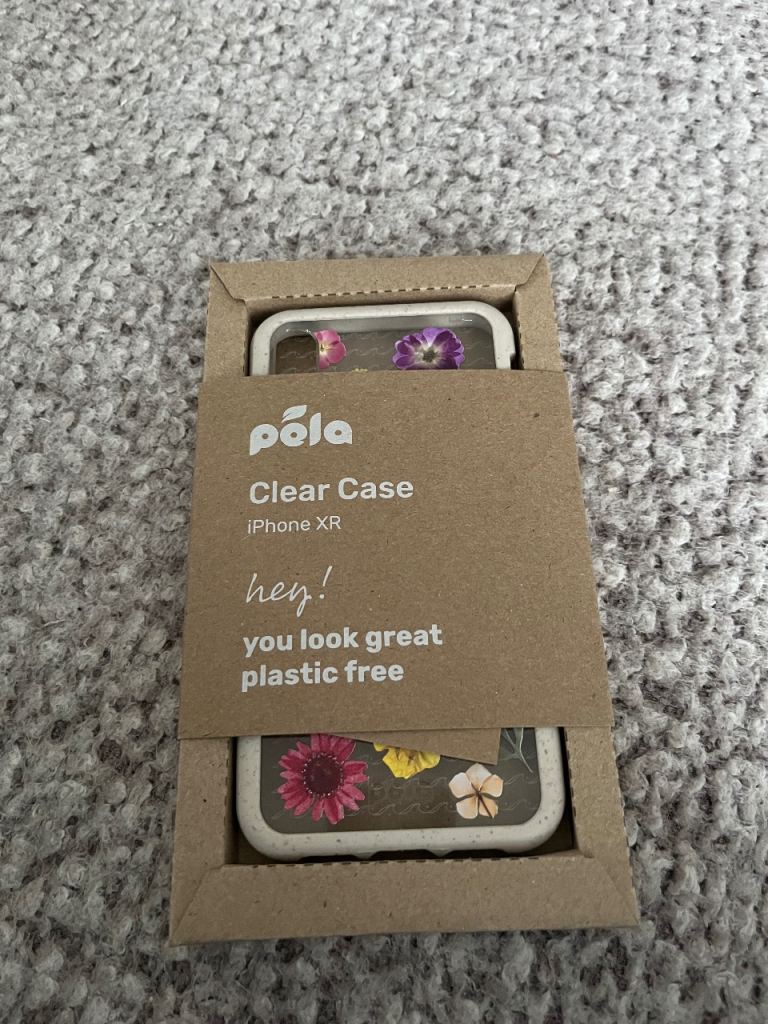 pela
Clear Case
iPhone XR
hey!
you look great
plastic free